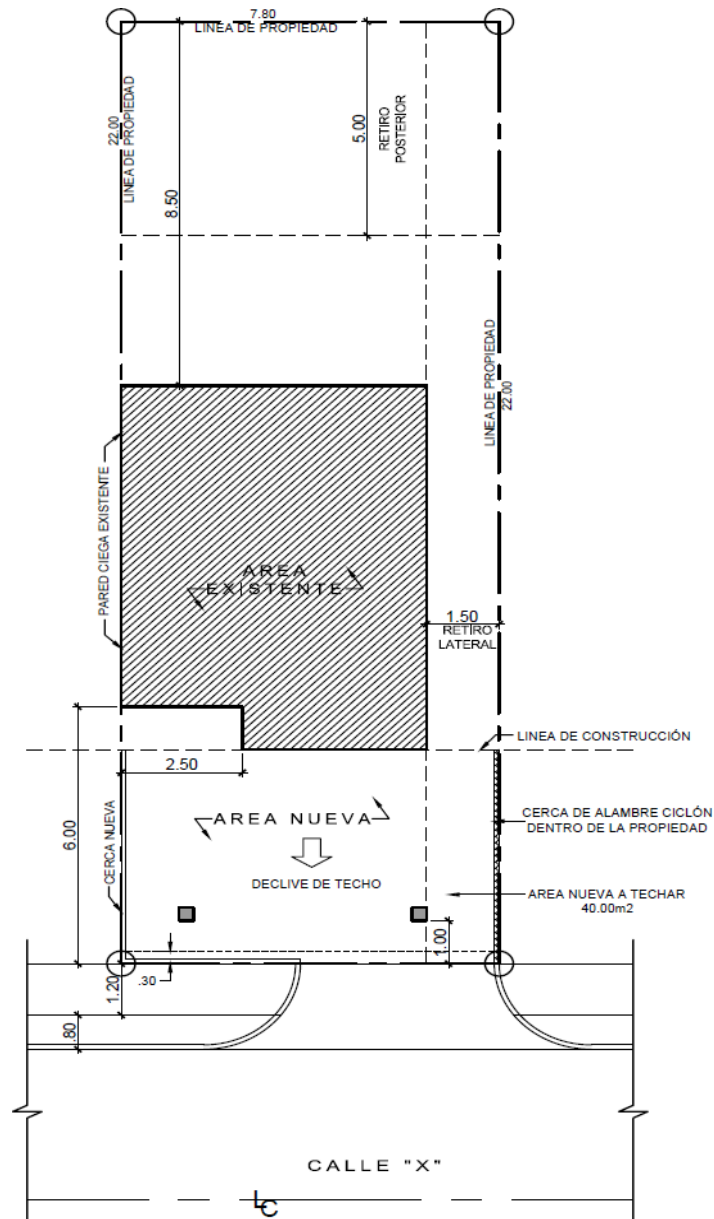 7.80
LINEA DE PROPIEDAD
22.00
LINEA DE PROPIEDAD
8.50
5.00
RETIRO
POSTERIOR
LINEA DE PROPIEDAD
22.00
PARED CIEGA EXISTENTE
AREA
EXISTENTE
1.50
RETIRO
LATERAL
LINEA DE CONSTRUCCIÓN
2.50
6.00
CERCA NUEVA
AREA NUEVA
DECLIVE DE TECHO
CERCA DE ALAMBRE CICLÓN
DENTRO DE LA PROPIEDAD
AREA NUEVA A TECHAR
40.00m2
1.00
.30
1.20
.80
CALLE "X"
LC